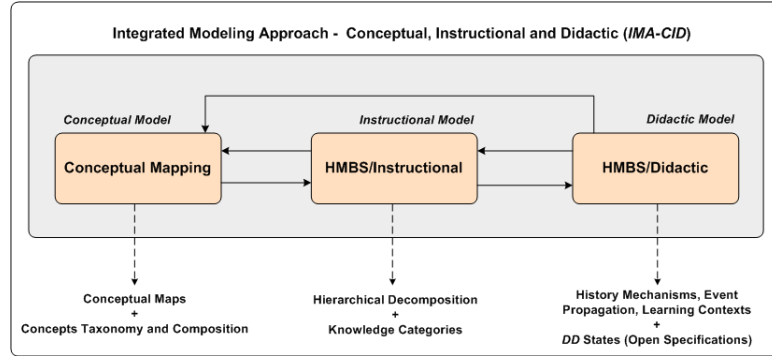 Integrated Modeling Approach - Conceptual, Instructional and Didactic (IMA-CID)
Conceptual Model
Instructional Model
Didactic Model
Conceptual Mapping
HMBS/Instructional
HMBS/Didactic
Conceptual Maps
+
Concepts Taxonomy and Composition
Hierarchical Decomposition
+
Knowledge Categories
History Mechanisms, Event
Propagation, Learning Contexts
+
DD States (Open Specifications)